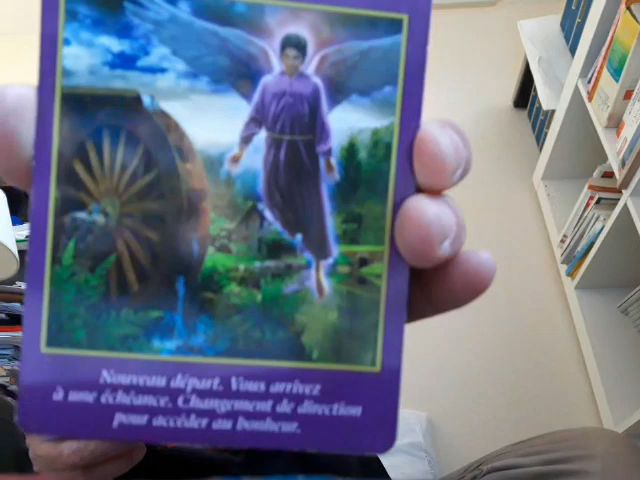 Nouveau départ. Vous arrivez
à une échéance. Changement de direction
pour accéder au bonheur.